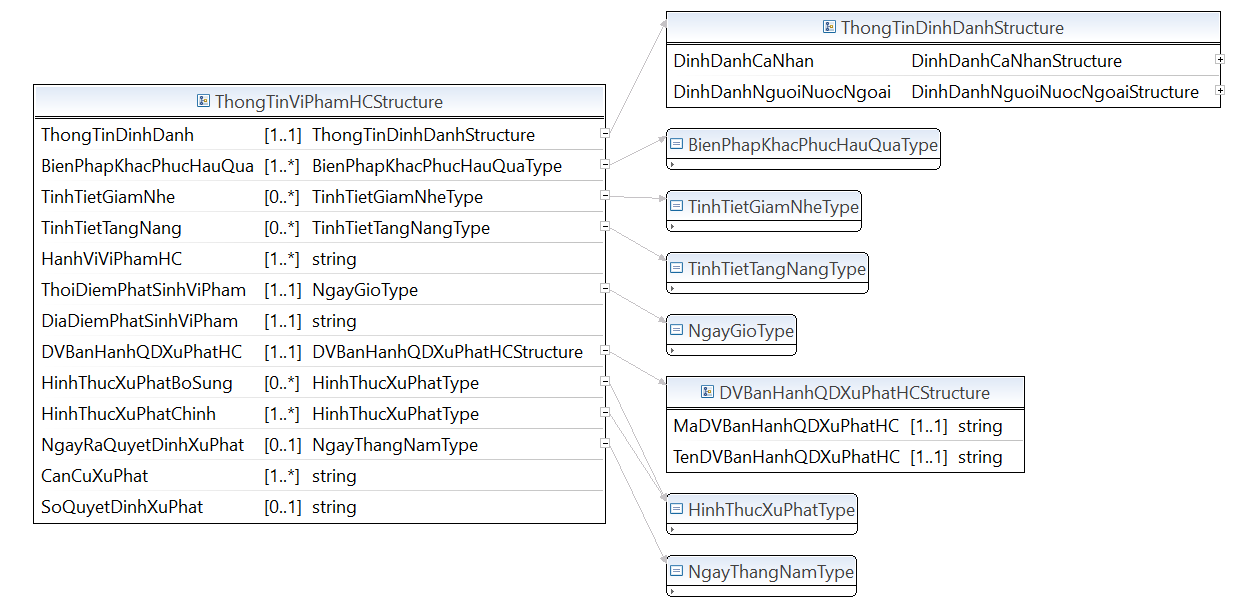 ThongTinViPhamHCStructure
ThongTinDinhDanh [1..1] ThongTinDinhDanhStructure
BienPhapKhacPhucHauQua [1..*] BienPhapKhacPhucHauQuaType
TinhTietGiamNhe [0..*] TinhTietGiamNheType
TinhTietTangNang [0..*] TinhTietTangNangType
HanhViViPhamHC [1..*] string
ThoiDiemPhatSinhViPham [1..1] NgayGioType
DiaDiemPhatSinhViPham [1..1] string
DVBanHanhQDXuPhatHC [1..1] DVBanHanhQDXuPhatHCStructure
HinhThucXuPhatBoSung [0..*] HinhThucXuPhatType
HinhThucXuPhatChinh [1..*] HinhThucXuPhatType
NgayRaQuyetDinhXuPhat [0..1] NgayThangNamType
CanCuXuPhat [1..*] string
SoQuyetDinhXuPhat [0..1] string
ThongTinDinhDanhStructure
DinhDanhCaNhan DinhDanhCaNhanStructure
DinhDanhNguoiNuocNgoai DinhDanhNguoiNuocNgoaiStructure
BienPhapKhacPhucHauQuaType
TinhTietGiamNheType
TinhTietTangNangType
NgayGioType
DVBanHanhQDXuPhatHCStructure
MaDVBanHanhQDXuPhatHC [1..1] string
TenDVBanHanhQDXuPhatHC [1..1] string
HinhThucXuPhatType
NgayThangNamType